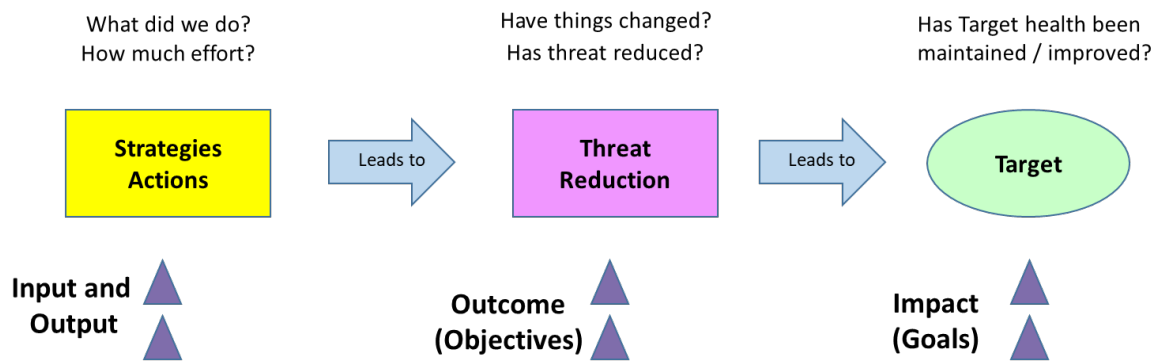 What did we do?
How much effort?
Have things changed?
Has threat reduced?
Has Target health been
maintained / improved?
Strategies
Actions
Leads to
Threat
Reduction
Leads to
Target
Input and
Output
Outcome
(Objectives)
Impact
(Goals)